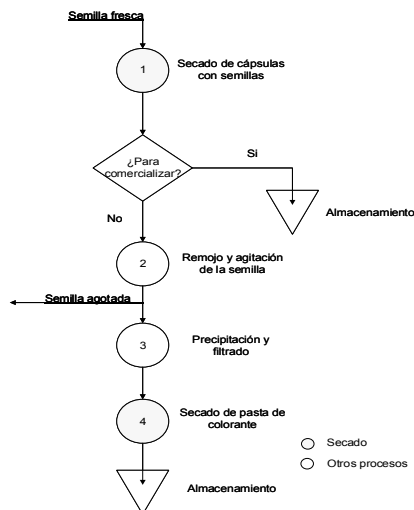 Semilla fresca
1
Secado de cápsulas
con semillas
¿Para
comercializar?
Si
Almacenamiento
No
2
Remojo y agitación
de la semilla
Semilla agotada
3
Precipitación y
filtrado
4
Secado de pasta de
colorante
Secado
Otros procesos
Almacenamiento